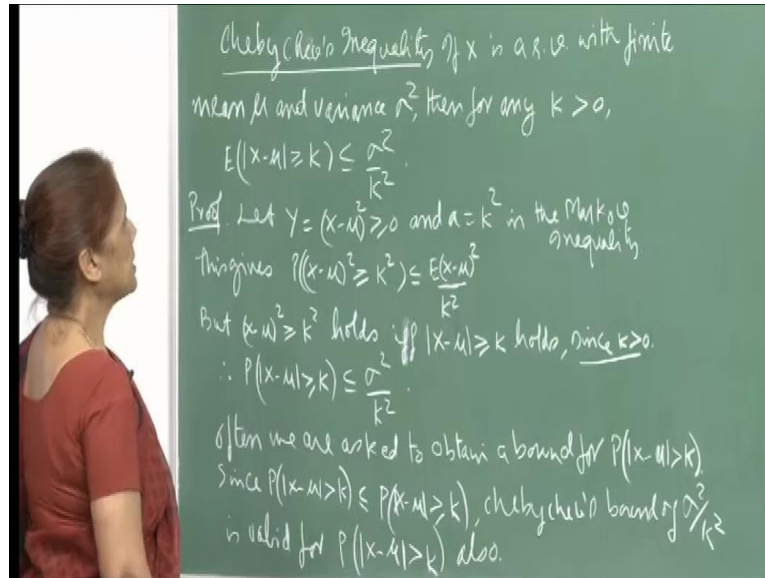 Chebychev's Inequality If X is a r.v. with finite
mean μ and variance σ², then for any k > 0,
E(|X-μ| ≥ k) ≤ σ²/k².
Proof. Let Y = (X-μ)² ≥ 0 and a = k² in the Markov inequality
this gives P((X-μ)² ≥ k²) ≤ E(X-μ)²/k²
But (X-μ)² ≥ k² holds iff |X-μ| ≥ k holds, since k>0.
∴ P(|X-μ| ≥ k) ≤ σ²/k².
Often we are asked to obtain a bound for P(|X-μ|>k).
Since P(|X-μ|>k) ≤ P(|X-μ| ≥ k), Chebychev's bound of σ²/k²
is valid for P(|X-μ|>k) also.